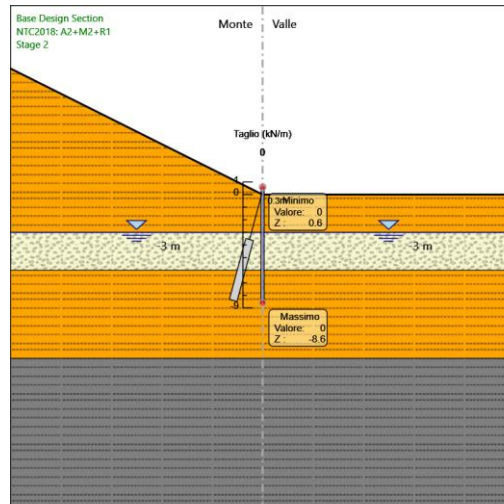 Base Design Section
NTC2018: A2+M2+R1
Stage 2
Monte Valle
Taglio (kN/m)
0
1
0
0.3m
Minimo
Valore: 0
Z : 0.6
-3 m
-3 m
-9
Massimo
Valore: 0
Z : -8.6